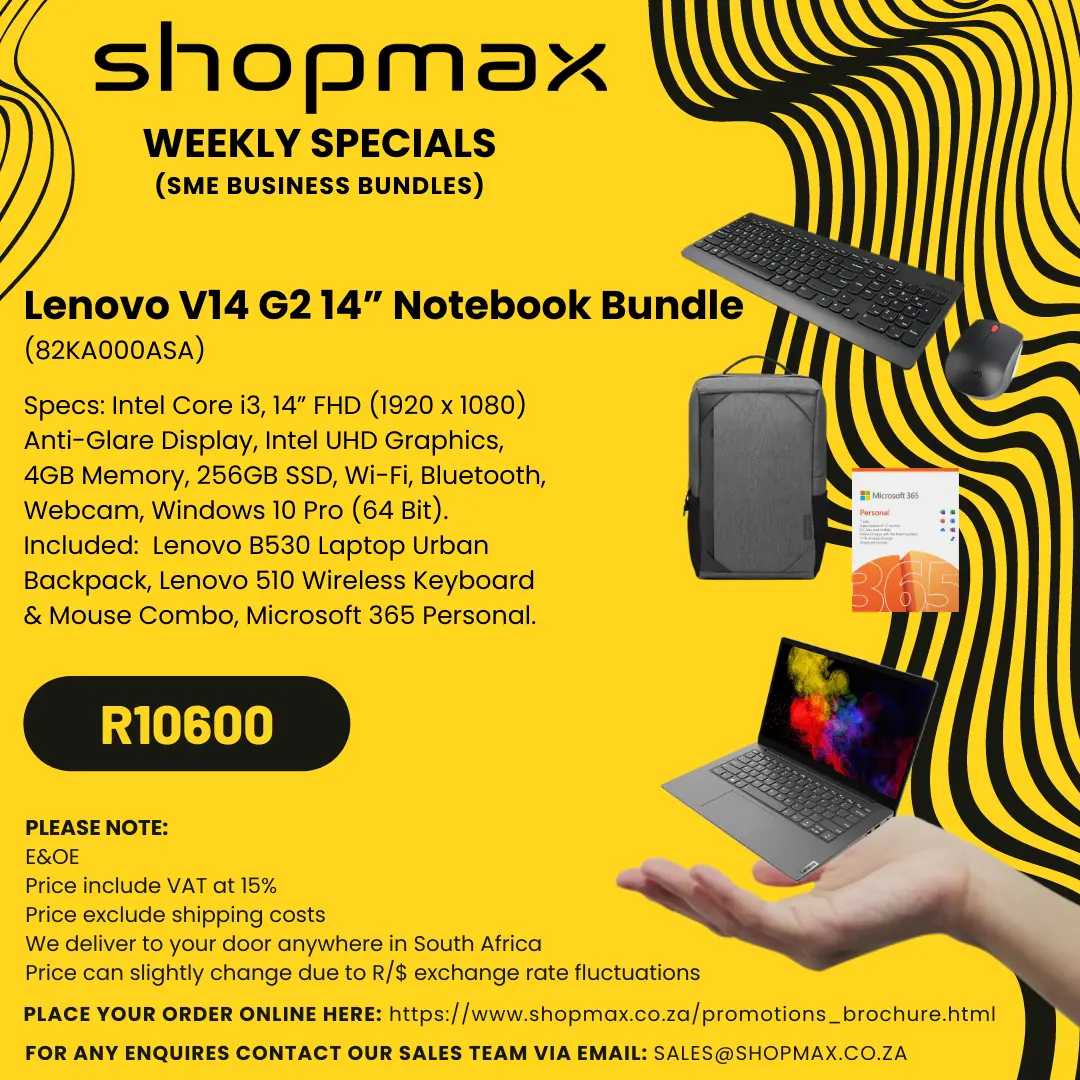 shopmax
WEEKLY SPECIALS
(SME BUSINESS BUNDLES)
Lenovo V14 G2 14” Notebook Bundle
(82KA000ASA)
Specs: Intel Core i3, 14” FHD (1920 x 1080)
Anti-Glare Display, Intel UHD Graphics,
4GB Memory, 256GB SSD, Wi-Fi, Bluetooth,
Webcam, Windows 10 Pro (64 Bit).
Included:  Lenovo B530 Laptop Urban
Backpack, Lenovo 510 Wireless Keyboard
& Mouse Combo, Microsoft 365 Personal.
Microsoft 365
Personal
365
R10600
Lenovo
PLEASE NOTE:
E&OE
Price include VAT at 15%
Price exclude shipping costs
We deliver to your door anywhere in South Africa
Price can slightly change due to R/$ exchange rate fluctuations
PLACE YOUR ORDER ONLINE HERE: https://www.shopmax.co.za/promotions_brochure.html
FOR ANY ENQUIRES CONTACT OUR SALES TEAM VIA EMAIL: SALES@SHOPMAX.CO.ZA